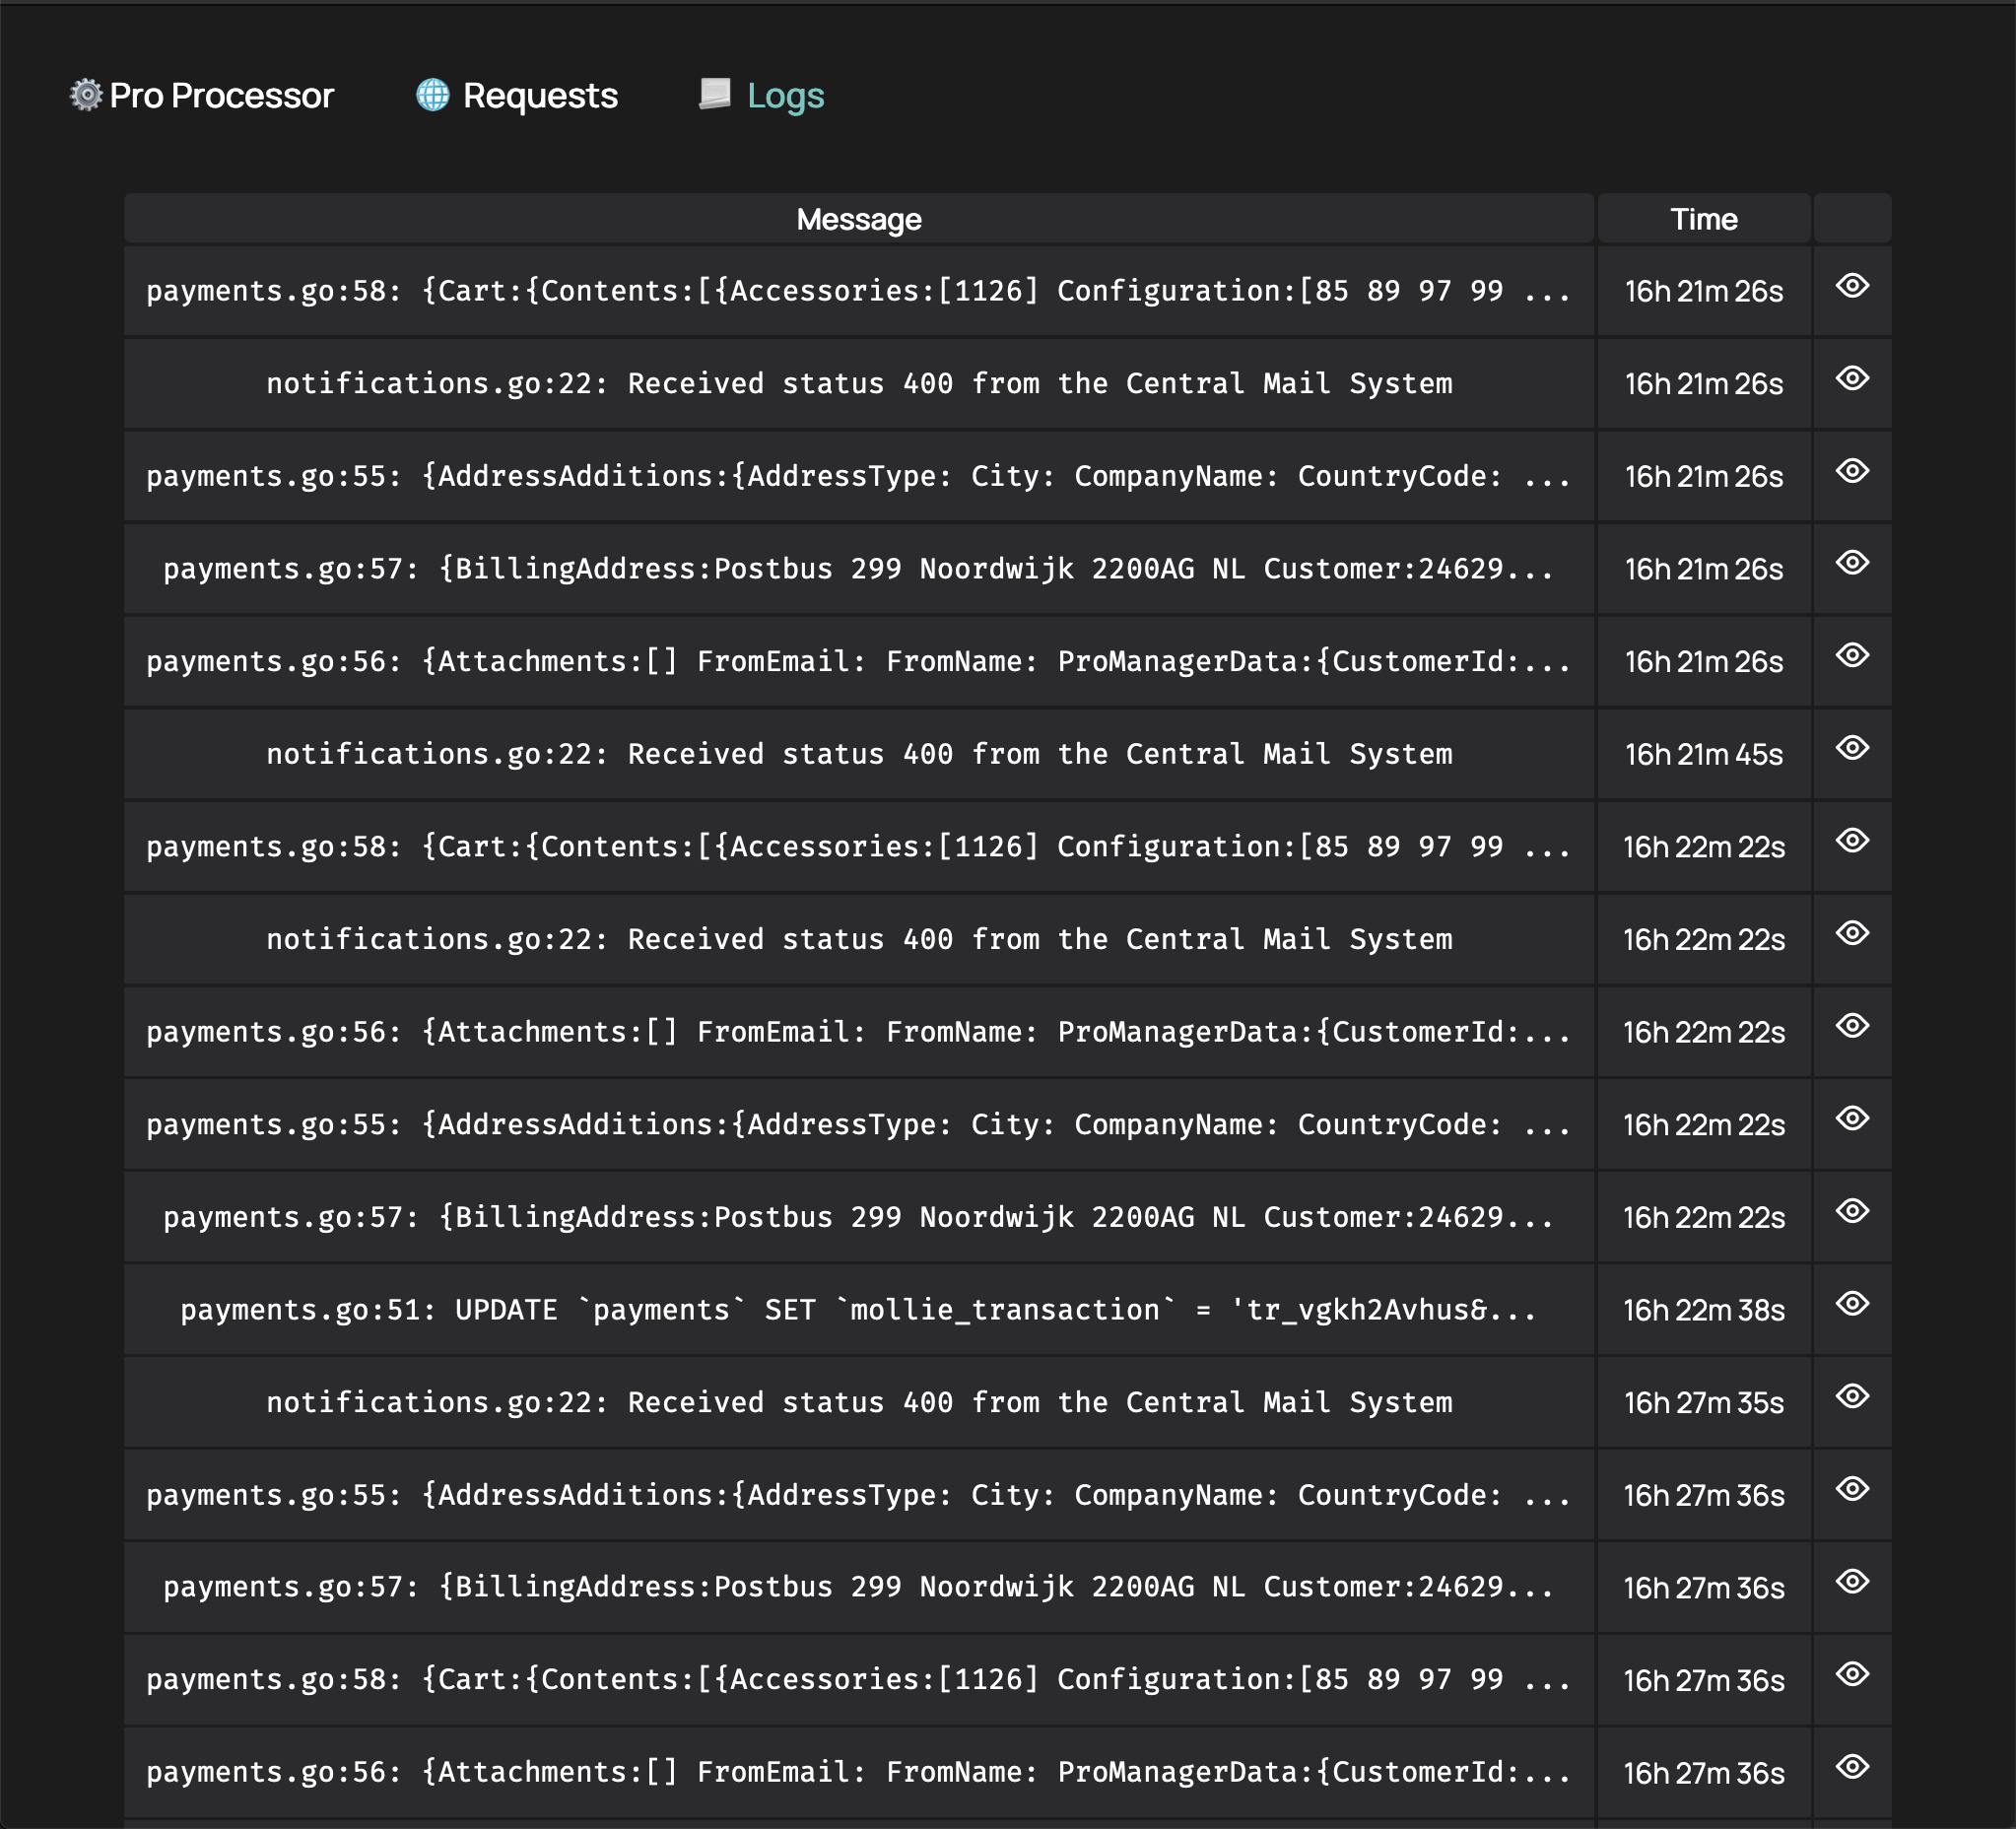 Pro Processor Requests Logs
Message Time
payments.go:58: {Cart:{Contents:[{Accessories:[1126] Configuration:[85 89 97 99 ... 16h 21m 26s
notifications.go:22: Received status 400 from the Central Mail System 16h 21m 26s
payments.go:55: {AddressAdditions:{AddressType: City: CompanyName: CountryCode: ... 16h 21m 26s
payments.go:57: {BillingAddress:Postbus 299 Noordwijk 2200AG NL Customer:24629... 16h 21m 26s
payments.go:56: {Attachments:[] FromEmail: FromName: ProManagerData:{CustomerId:... 16h 21m 26s
notifications.go:22: Received status 400 from the Central Mail System 16h 21m 45s
payments.go:58: {Cart:{Contents:[{Accessories:[1126] Configuration:[85 89 97 99 ... 16h 22m 22s
notifications.go:22: Received status 400 from the Central Mail System 16h 22m 22s
payments.go:56: {Attachments:[] FromEmail: FromName: ProManagerData:{CustomerId:... 16h 22m 22s
payments.go:55: {AddressAdditions:{AddressType: City: CompanyName: CountryCode: ... 16h 22m 22s
payments.go:57: {BillingAddress:Postbus 299 Noordwijk 2200AG NL Customer:24629... 16h 22m 22s
payments.go:51: UPDATE `payments` SET `mollie_transaction` = 'tr_vgkh2Avhus&... 16h 22m 38s
notifications.go:22: Received status 400 from the Central Mail System 16h 27m 35s
payments.go:55: {AddressAdditions:{AddressType: City: CompanyName: CountryCode: ... 16h 27m 36s
payments.go:57: {BillingAddress:Postbus 299 Noordwijk 2200AG NL Customer:24629... 16h 27m 36s
payments.go:58: {Cart:{Contents:[{Accessories:[1126] Configuration:[85 89 97 99 ... 16h 27m 36s
payments.go:56: {Attachments:[] FromEmail: FromName: ProManagerData:{CustomerId:... 16h 27m 36s